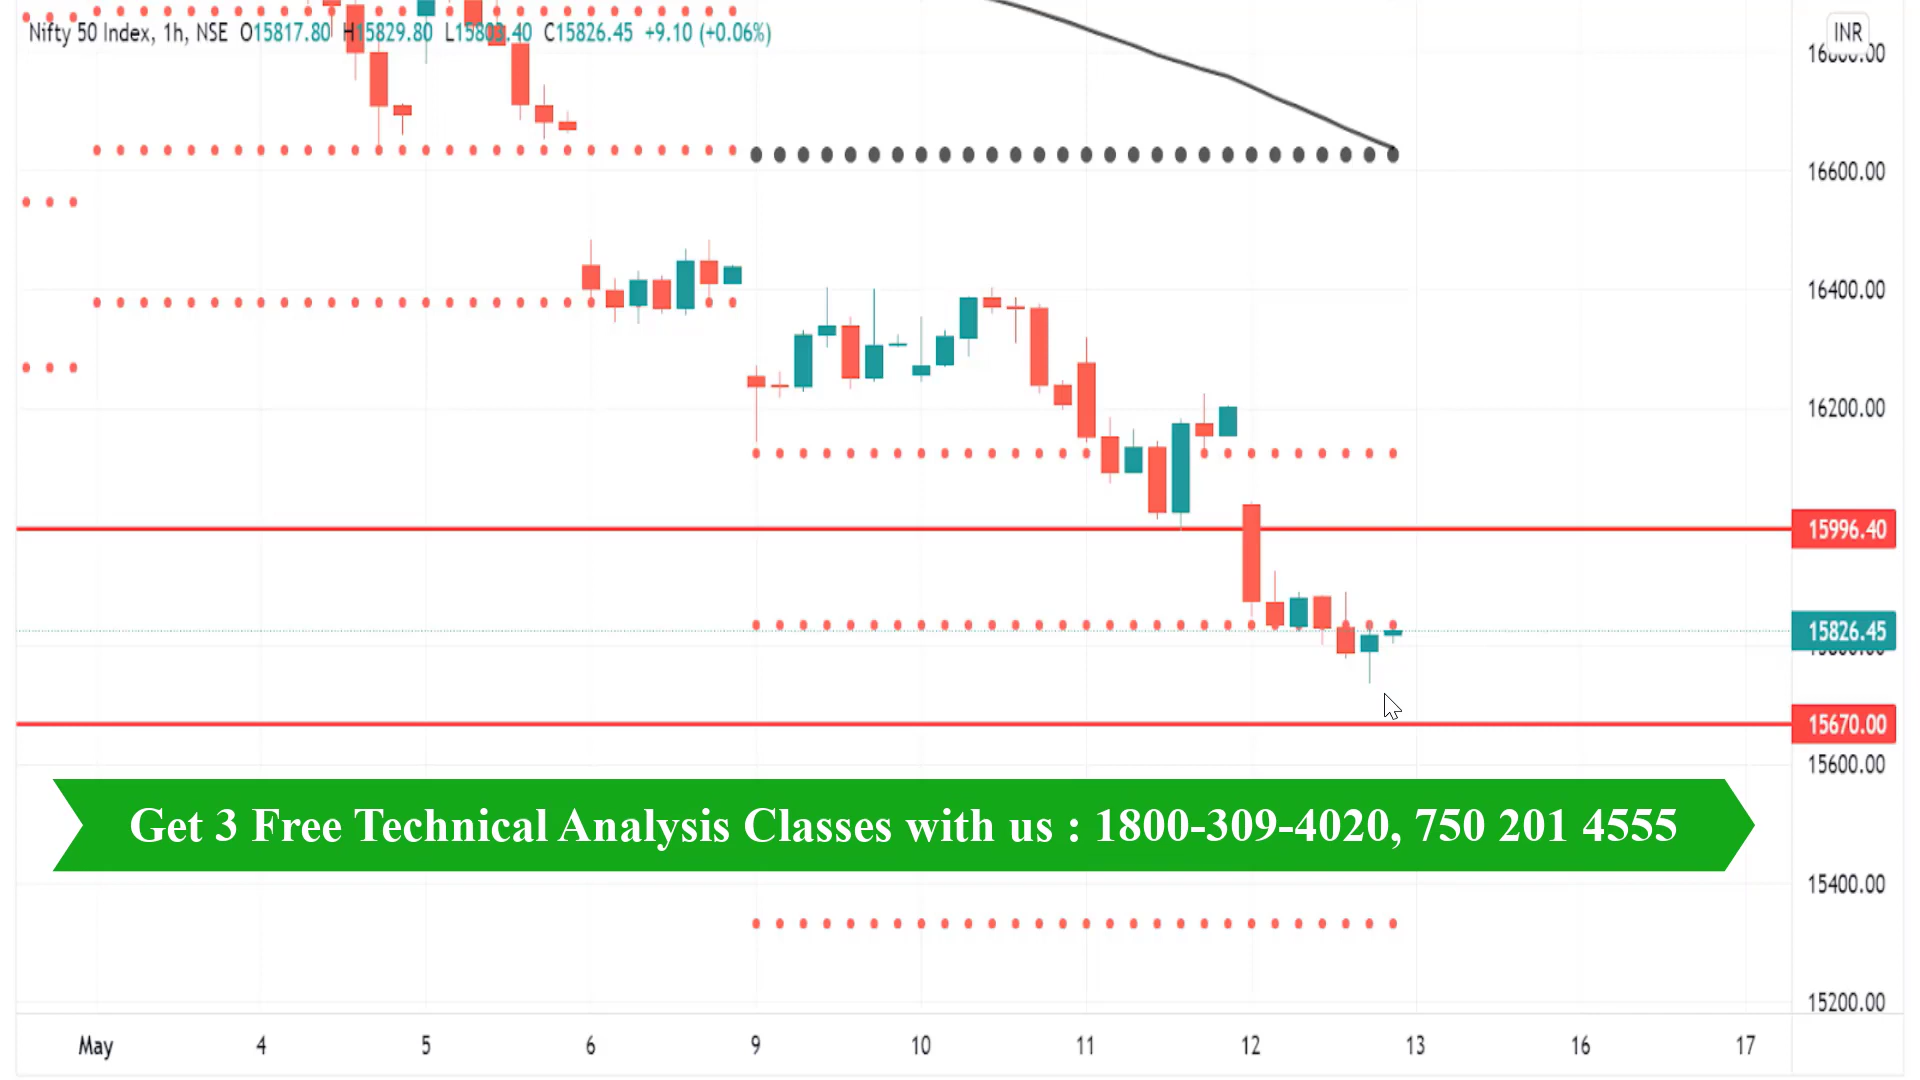 Nifty 50 Index, 1h, NSE O15817.80 H15829.80 L15803.40 C15826.45 +9.10 (+0.06%)
INR
16600.00
16400.00
16200.00
15996.40
15826.45
15670.00
15600.00
Get 3 Free Technical Analysis Classes with us : 1800-309-4020, 750 201 4555
15400.00
15200.00
May 4 5 6 9 10 11 12 13 16 17